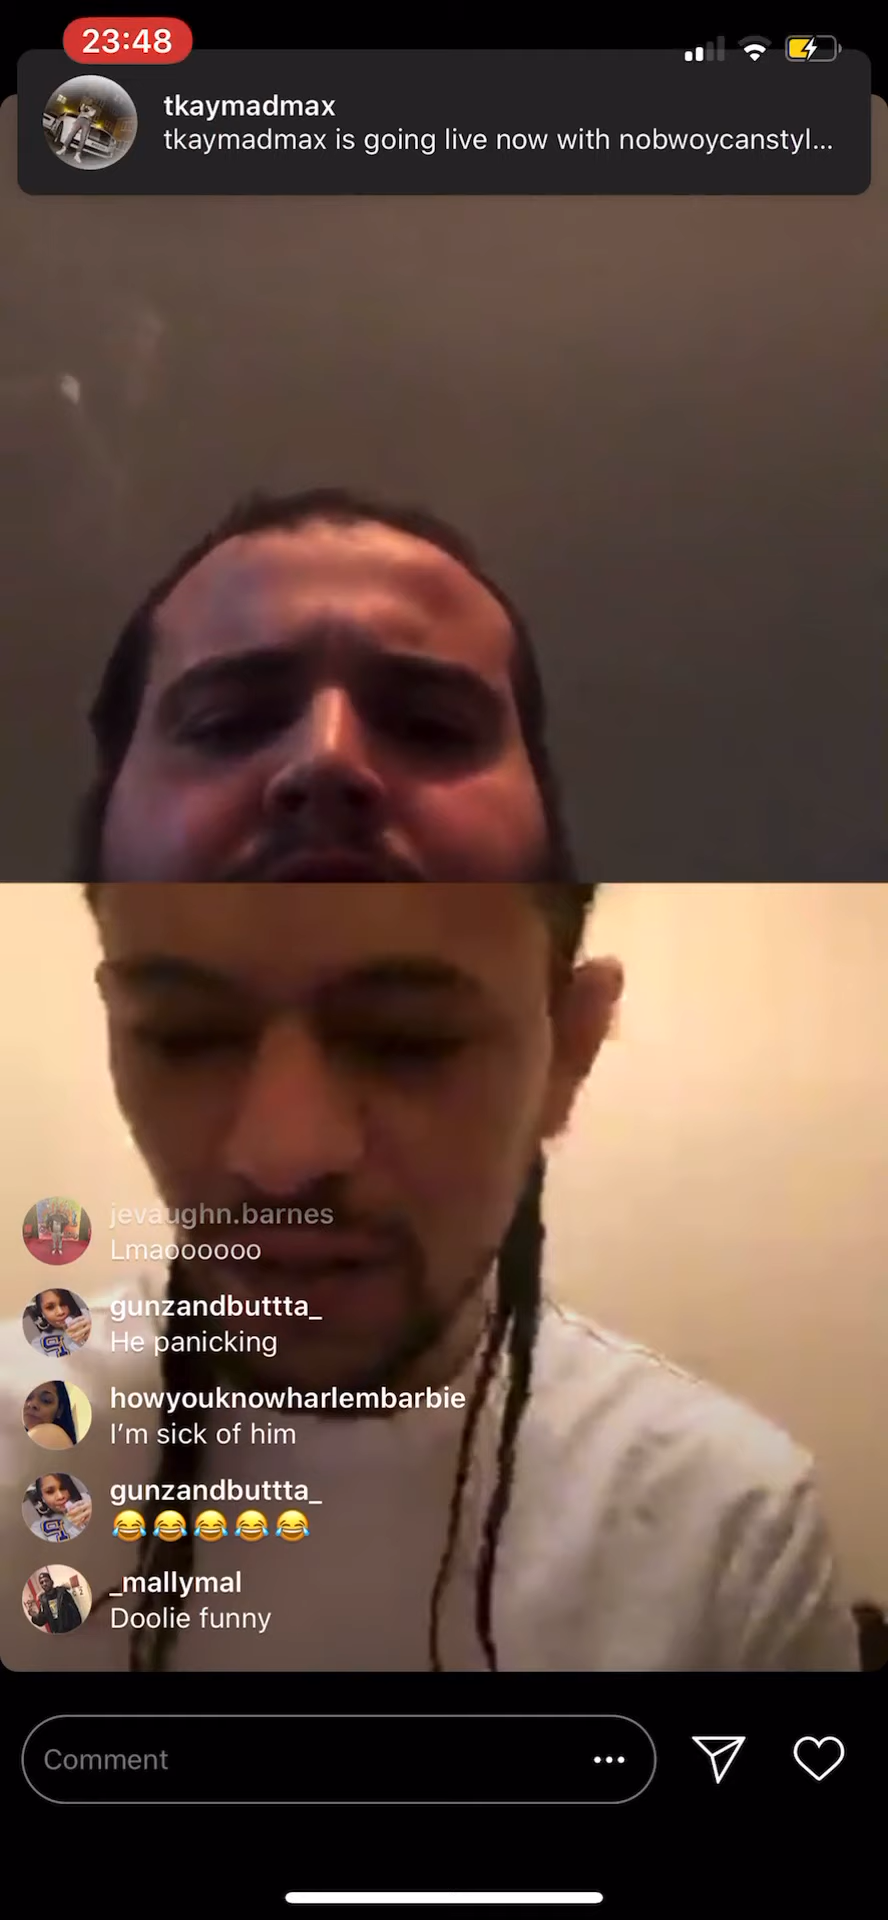 23:48
tkaymadmax
tkaymadmax is going live now with nobwoycanstyl...
jevaughn.barnes
Lmaoooooo
gunzandbuttta_
He panicking
howyouknowharlembarbie
I'm sick of him
gunzandbuttta_
😂😂😂😂😂
_mallymal
Doolie funny
Comment